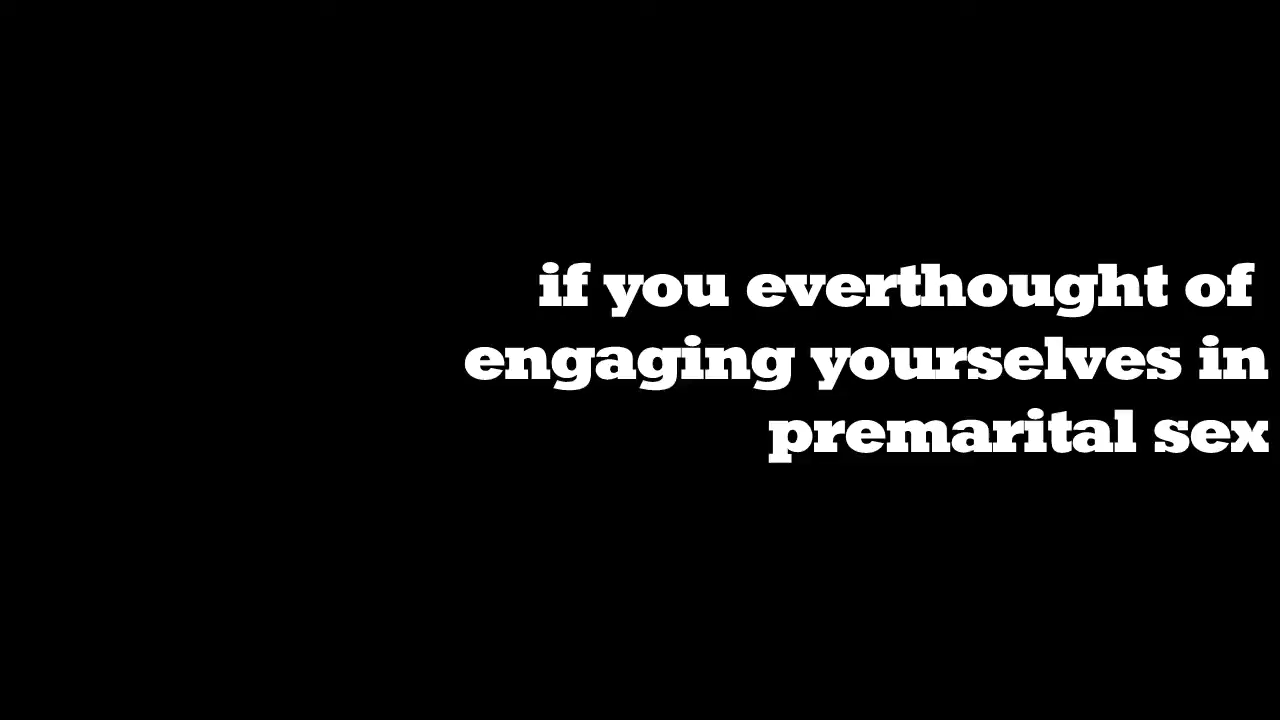 if you everthought of
engaging yourselves in
premarital sex